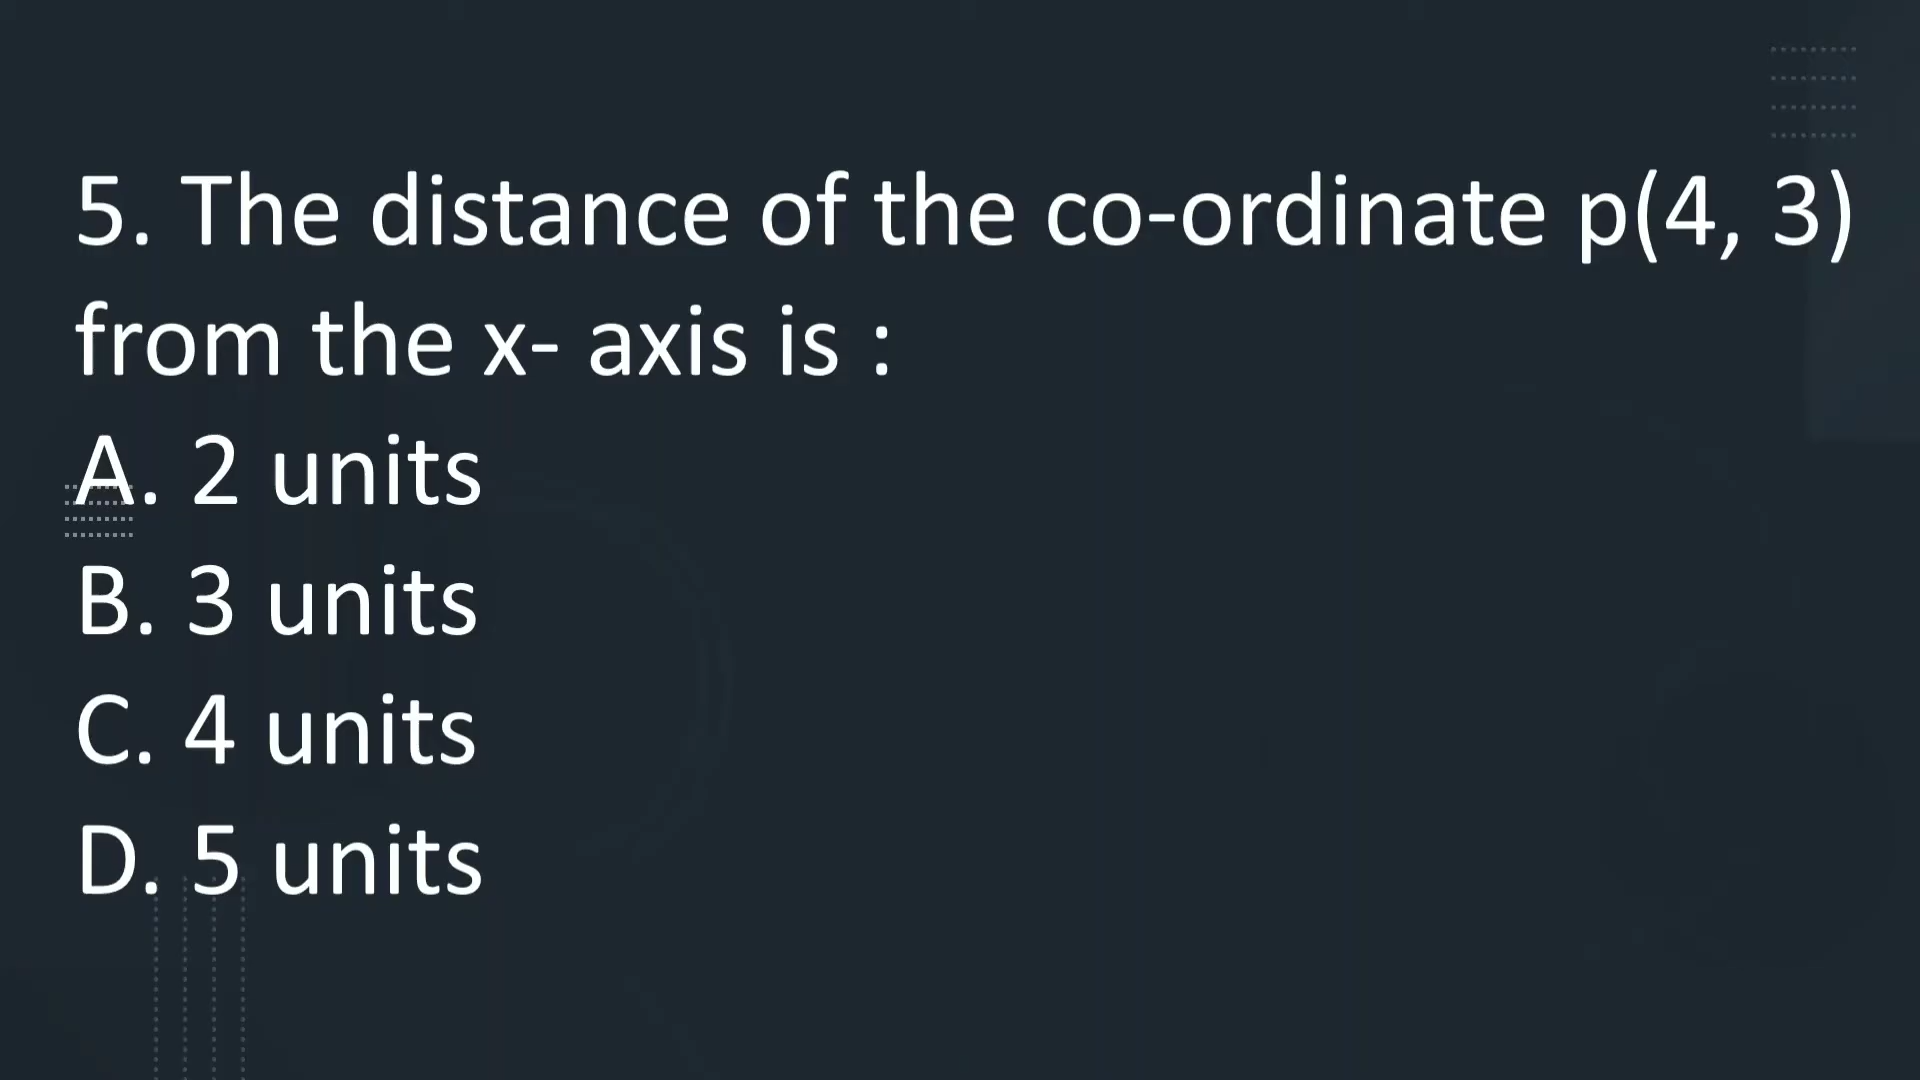 5. The distance of the co-ordinate p(4, 3)
from the x- axis is :
A. 2 units
B. 3 units
C. 4 units
D. 5 units